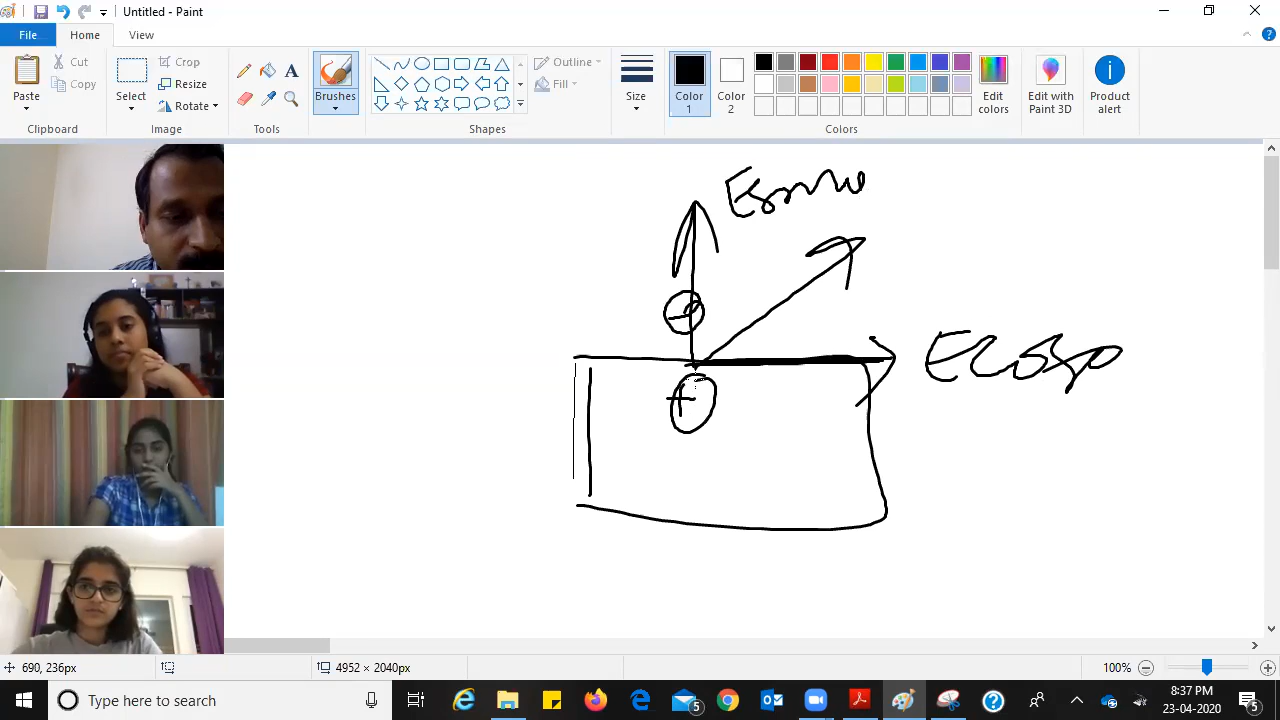 Untitled - Paint
File Home View
Paste
Cut
Copy
Clipboard
Select
Crop
Resize
Rotate
Image
A
Tools
Brushes
Shapes
Outline
Fill
Size
Color 1
Color 2
Colors
Edit colors
Edit with Paint 3D
Product alert
+
690, 236px
4952 × 2040px
100%
Type here to search
5
8:37 PM
23-04-2020
5